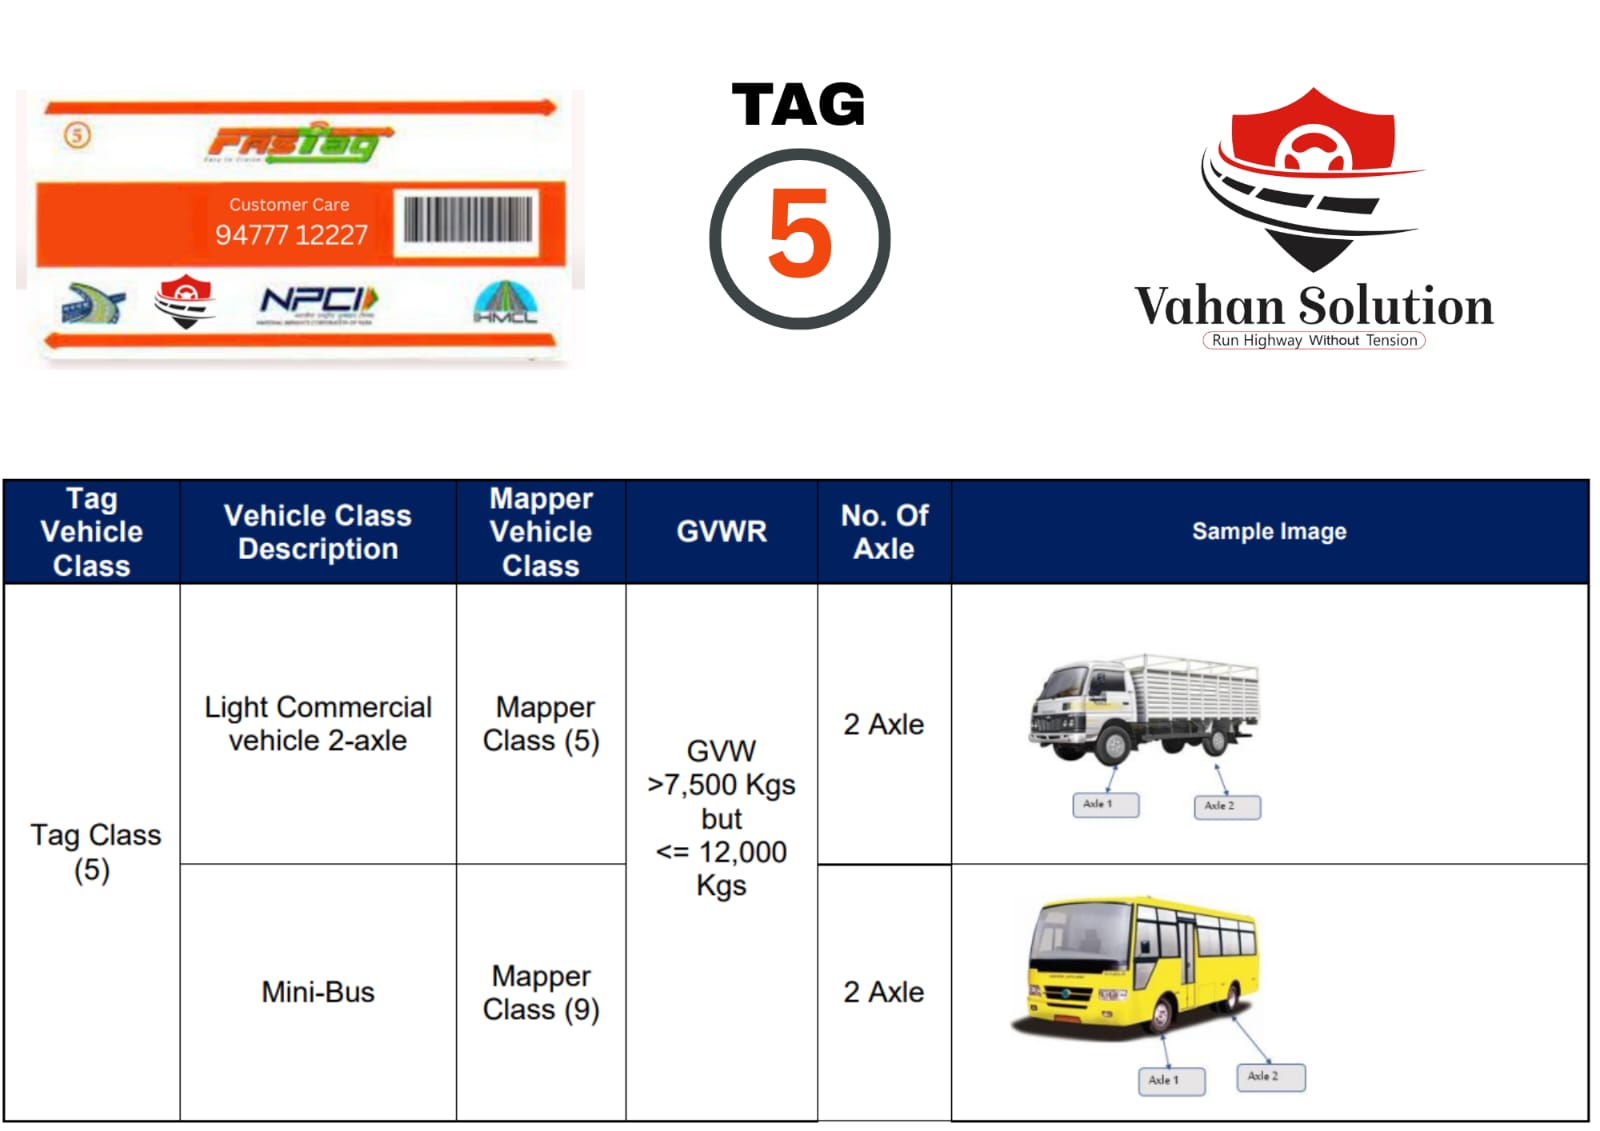 5
FASTag
Customer Care
94777 12227
NPCI
IHMCL
TAG
5
Vahan Solution
Run Highway Without Tension
Tag
Vehicle
Class
Vehicle Class
Description
Mapper
Vehicle
Class
GVWR
No. Of
Axle
Sample Image
Tag Class
(5)
Light Commercial
vehicle 2-axle
Mapper
Class (5)
GVW
>7,500 Kgs
but
<= 12,000
Kgs
2 Axle
Axle 1
Axle 2
Mini-Bus
Mapper
Class (9)
2 Axle
Axle 1
Axle 2